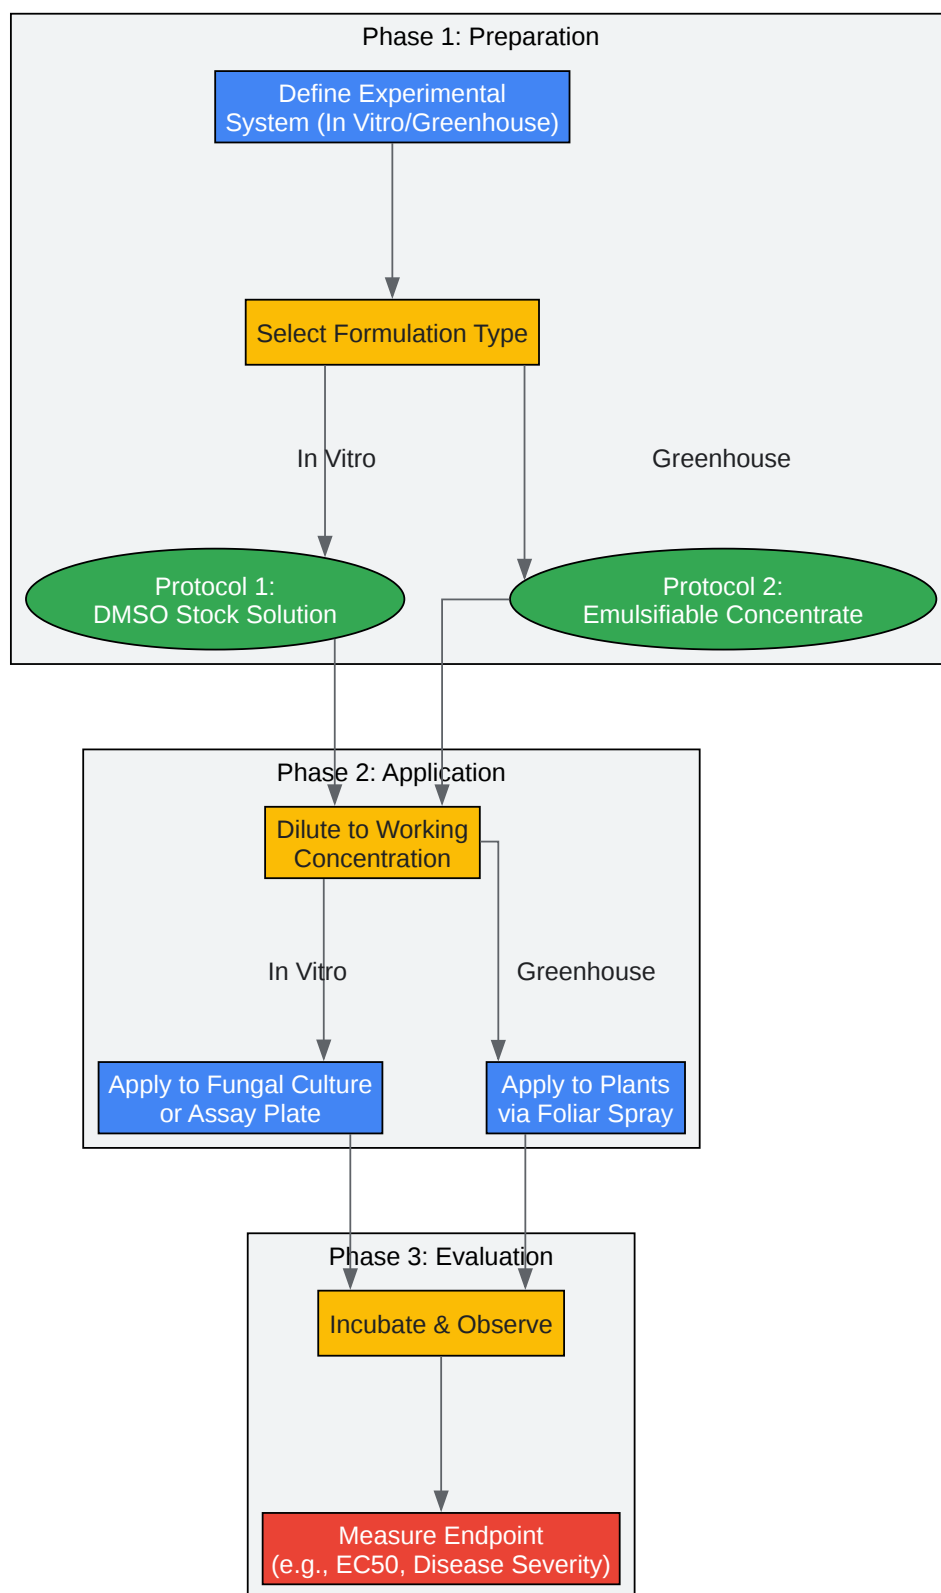 Phase 1: Preparation
Define Experimental
System (In Vitro/Greenhouse)
Select Formulation Type
In Vitro
Greenhouse
Protocol 1:
DMSO Stock Solution
Protocol 2:
Emulsifiable Concentrate
Phase 2: Application
Dilute to Working
Concentration
In Vitro
Greenhouse
Apply to Fungal Culture
or Assay Plate
Apply to Plants
via Foliar Spray
Phase 3: Evaluation
Incubate & Observe
Measure Endpoint
(e.g., EC50, Disease Severity)